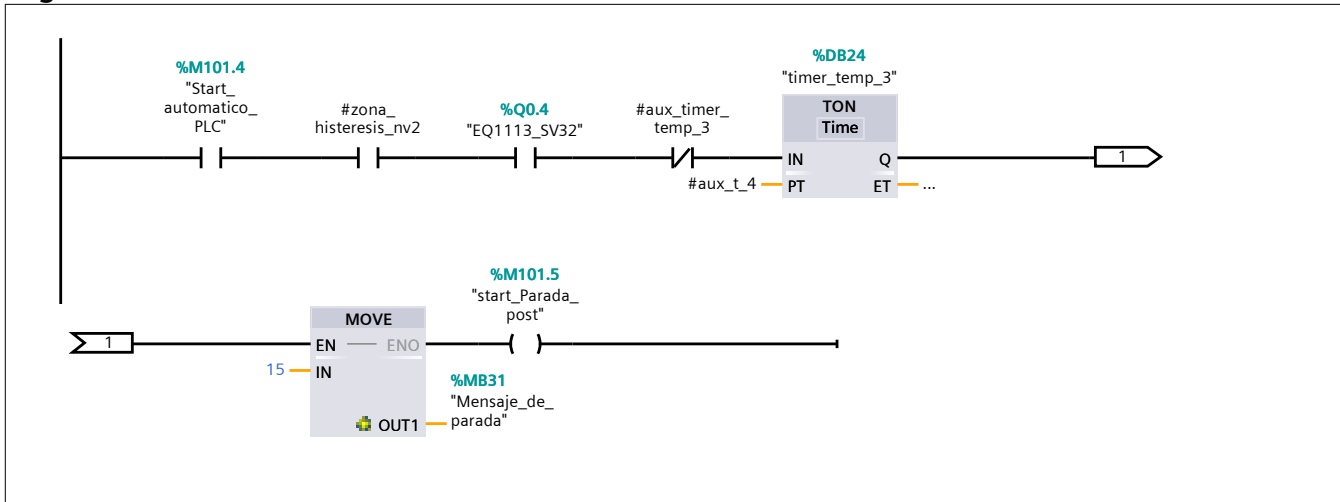 %DB24
"timer_temp_3"
%M101.4
"Start_
automatico_
PLC"
#zona_
histeresis_nv2
%Q0.4
"EQ1113_SV32"
#aux_timer_
temp_3
TON
Time
IN
Q
1
#aux_t_4
PT
ET
...
%M101.5
"start_Parada_
post"
1
MOVE
EN
ENO
15
IN
%MB31
"Mensaje_de_
parada"
OUT1